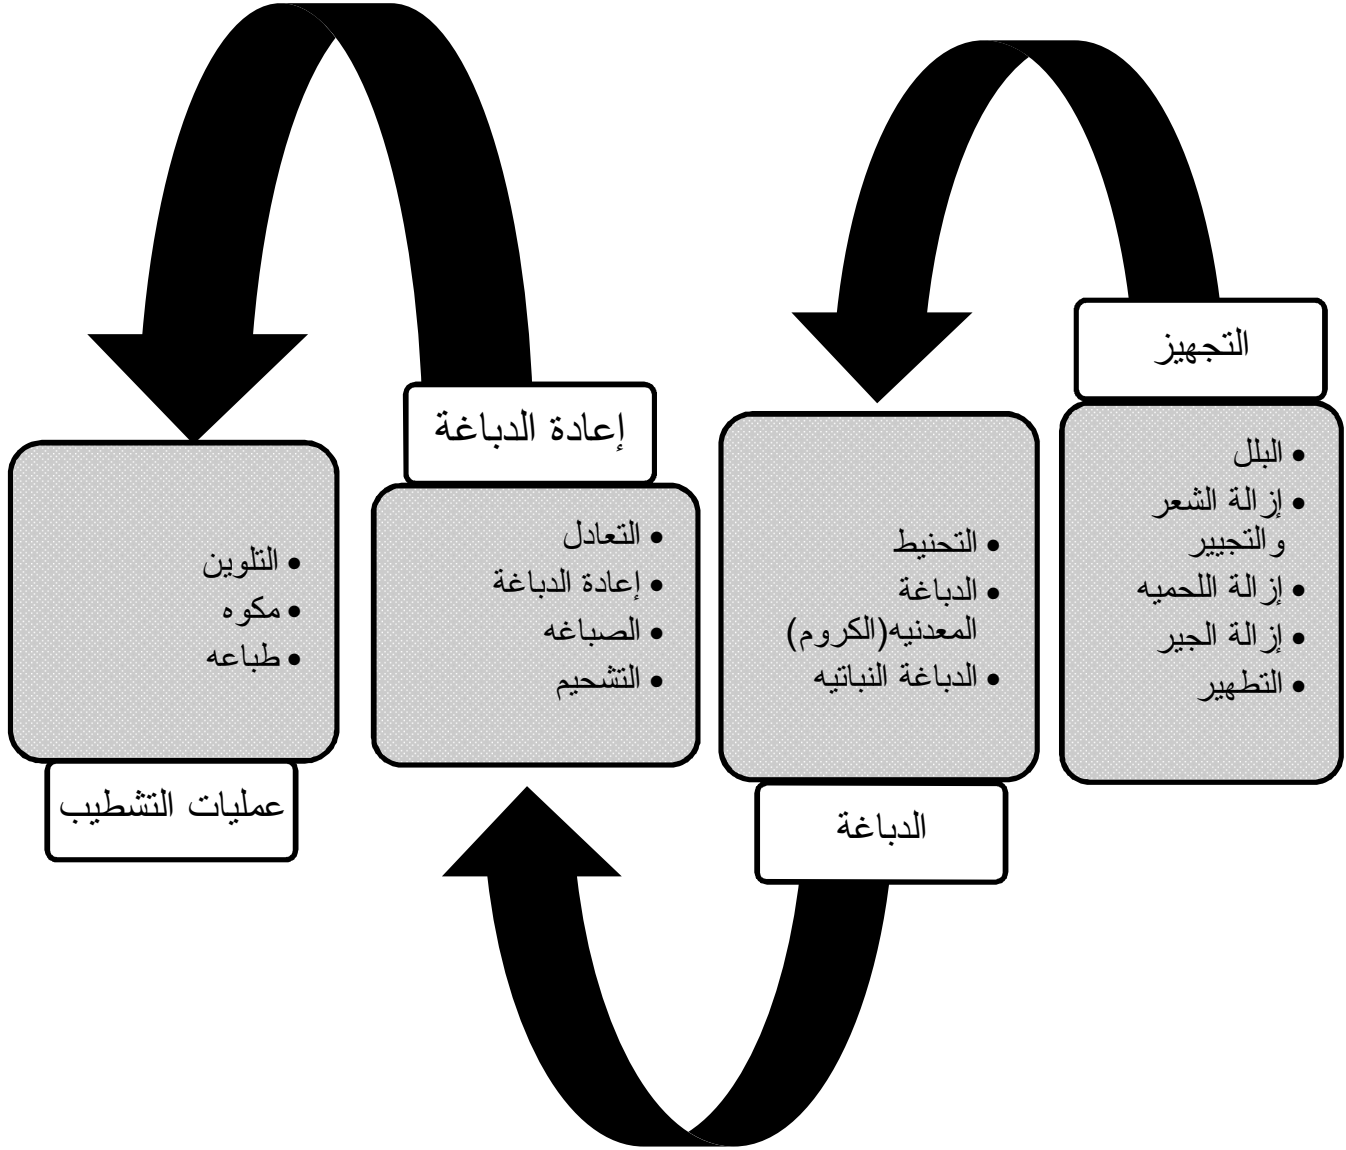 التجهيز
• البلل
• إزالة الشعر
والتجيير
• إزالة اللحميه
• إزالة الجير
• التطهير
• التحنيط
• الدباغة
المعدنيه(الكروم)
• الدباغة النباتيه
الدباغة
إعادة الدباغة
• التعادل
• إعادة الدباغة
• الصباغه
• التشحيم
• التلوين
• مكوه
• طباعه
عمليات التشطيب